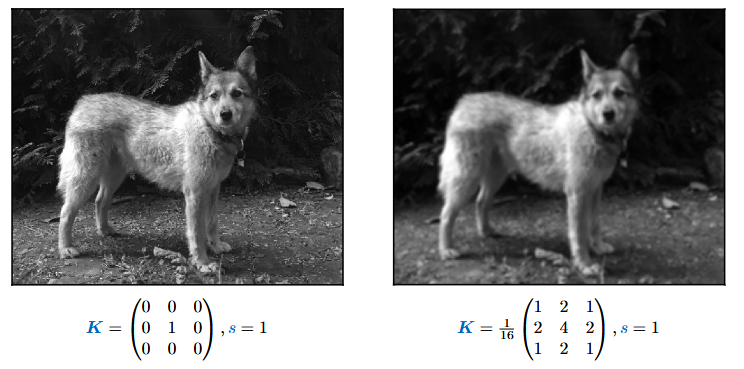 K = (0 0 0
0 1 0
0 0 0), s = 1
K = 1/16 (1 2 1
2 4 2
1 2 1), s = 1